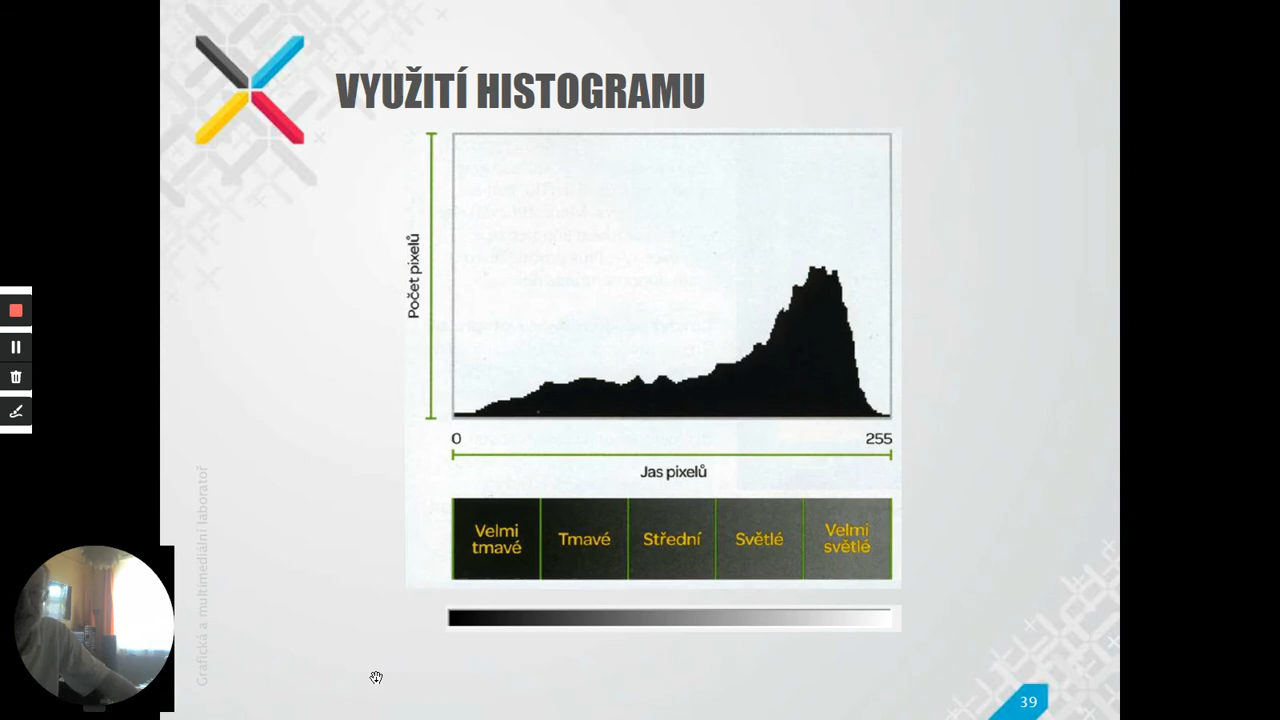 VYUŽITÍ HISTOGRAMU
Počet pixelů
0
255
Jas pixelů
Velmi
tmavé
Tmavé
Střední
Světlé
Velmi
světlé
Grafická a multimediální laboratoř
39